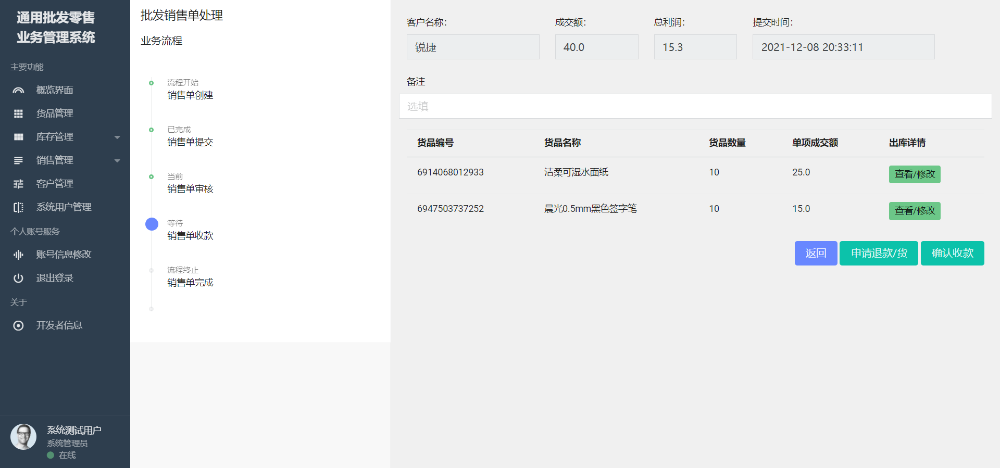 通用批发零售
业务管理系统
主要功能
概览界面
货品管理
库存管理
销售管理
客户管理
系统用户管理
个人账号服务
账号信息修改
退出登录
关于
开发者信息
系统测试用户
系统管理员
在线
批发销售单处理
业务流程
流程开始
销售单创建
已完成
销售单提交
当前
销售单审核
等待
销售单收款
流程终止
销售单完成
客户名称: 成交额: 总利润: 提交时间:
锐捷 40.0 15.3 2021-12-08 20:33:11
备注
选填
货品编号 货品名称 货品数量 单项成交额 出库详情
6914068012933 洁柔可湿水面纸 10 25.0 查看/修改
6947503737252 晨光0.5mm黑色签字笔 10 15.0 查看/修改
返回 申请退款/货 确认收款